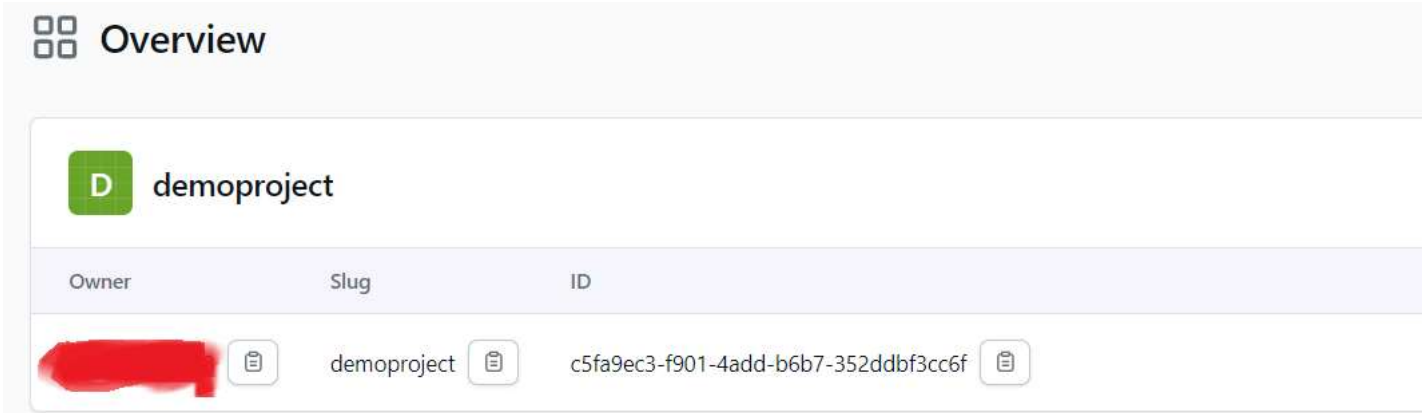 Overview
D demoproject
Owner Slug ID
demoproject c5fa9ec3-f901-4add-b6b7-352ddbf3cc6f